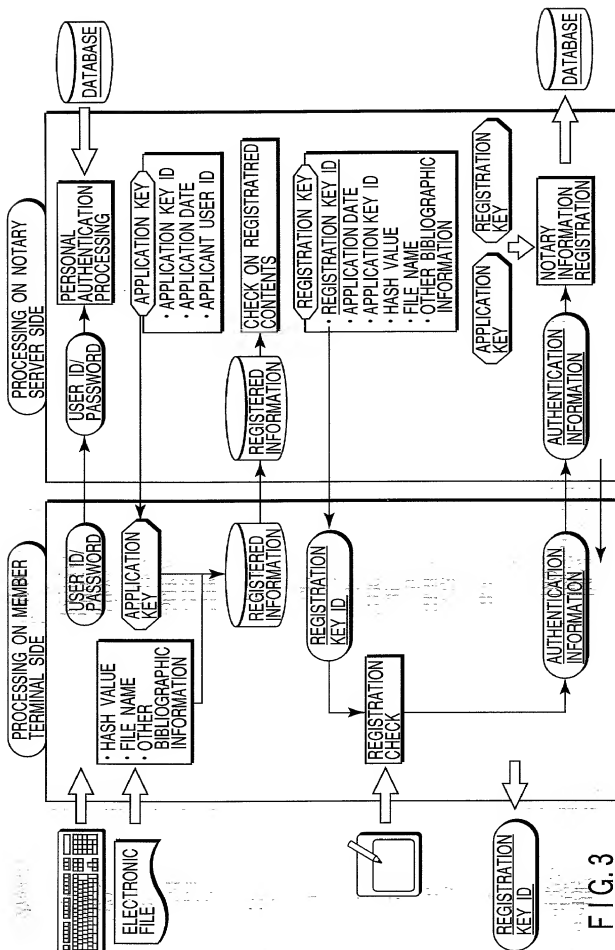 PROCESSING ON MEMBER
TERMINAL SIDE
PROCESSING ON NOTARY
SERVER SIDE
DATABASE
USER ID/
PASSWORD
USER ID/
PASSWORD
PERSONAL
AUTHENTICATION
PROCESSING
ELECTRONIC
FILE
· HASH VALUE
· FILE NAME
· OTHER
BIBLIOGRAPHIC
INFORMATION
APPLICATION
KEY
APPLICATION KEY
· APPLICATION KEY ID
· APPLICATION DATE
· APPLICANT USER ID
REGISTERED
INFORMATION
REGISTERED
INFORMATION
CHECK ON REGISTRATRED
CONTENTS
REGISTRATION
KEY ID
REGISTRATION KEY
· REGISTRATION KEY ID
· APPLICATION DATE
· APPLICATION KEY ID
· HASH VALUE
· FILE NAME
· OTHER BIBLOGRAPHIC
INFORMATION
REGISTRATION
CHECK
APPLICATION
KEY
REGISTRATION
KEY
AUTHENTICATION
INFORMATION
AUTHENTICATION
INFORMATION
NOTARY
INFORMATION
REGISTRATION
DATABASE
REGISTRATION
KEY ID
FIG. 3